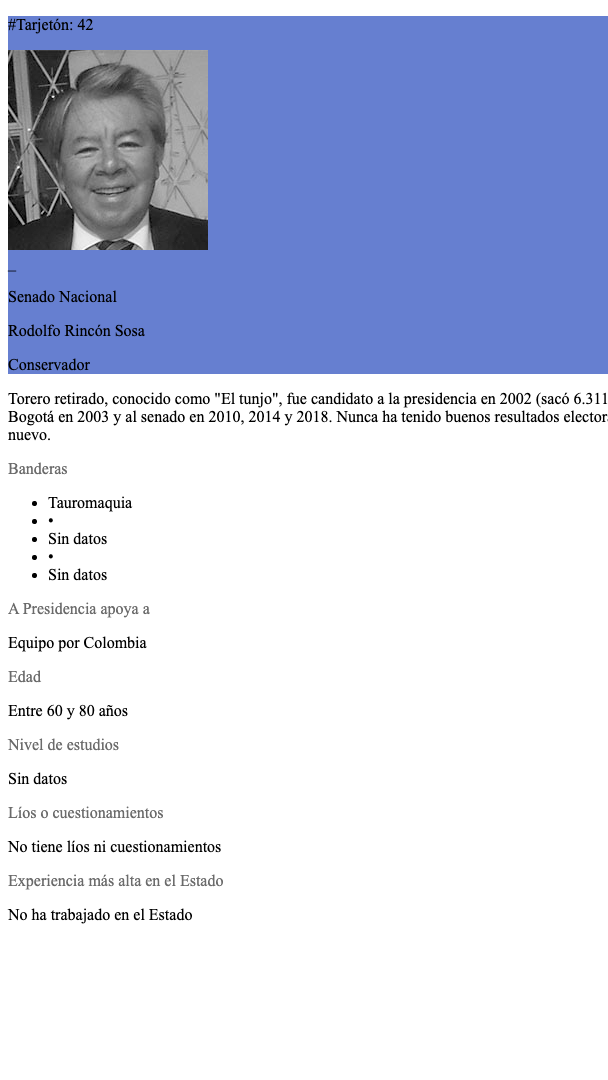 #Tarjetón: 42
_
Senado Nacional
Rodolfo Rincón Sosa
Conservador
Torero retirado, conocido como "El tunjo", fue candidato a la presidencia en 2002 (sacó 6.311
Bogotá en 2003 y al senado en 2010, 2014 y 2018. Nunca ha tenido buenos resultados
nuevo.
Banderas
• Tauromaquia
• •
• Sin datos
• •
• Sin datos
A Presidencia apoya a
Equipo por Colombia
Edad
Entre 60 y 80 años
Nivel de estudios
Sin datos
Líos o cuestionamientos
No tiene líos ni cuestionamientos
Experiencia más alta en el Estado
No ha trabajado en el Estado